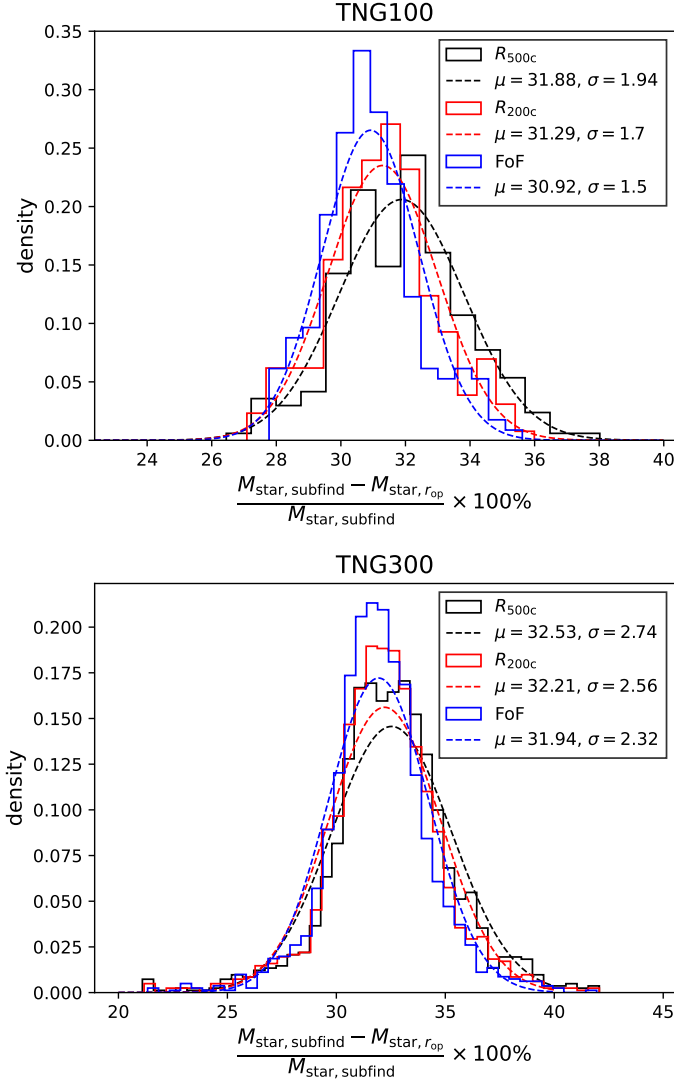 TNG100
0.35
0.30
0.25
0.20
0.15
0.10
0.05
0.00
density
R500c
μ = 31.88, σ = 1.94
R200c
μ = 31.29, σ = 1.7
FoF
μ = 30.92, σ = 1.5
24 26 28 30 32 34 36 38 40
Mstar, subfind − Mstar, rop
Mstar, subfind
× 100%
TNG300
0.200
0.175
0.150
0.125
0.100
0.075
0.050
0.025
0.000
density
R500c
μ = 32.53, σ = 2.74
R200c
μ = 32.21, σ = 2.56
FoF
μ = 31.94, σ = 2.32
20 25 30 35 40 45
Mstar, subfind − Mstar, rop
Mstar, subfind
× 100%